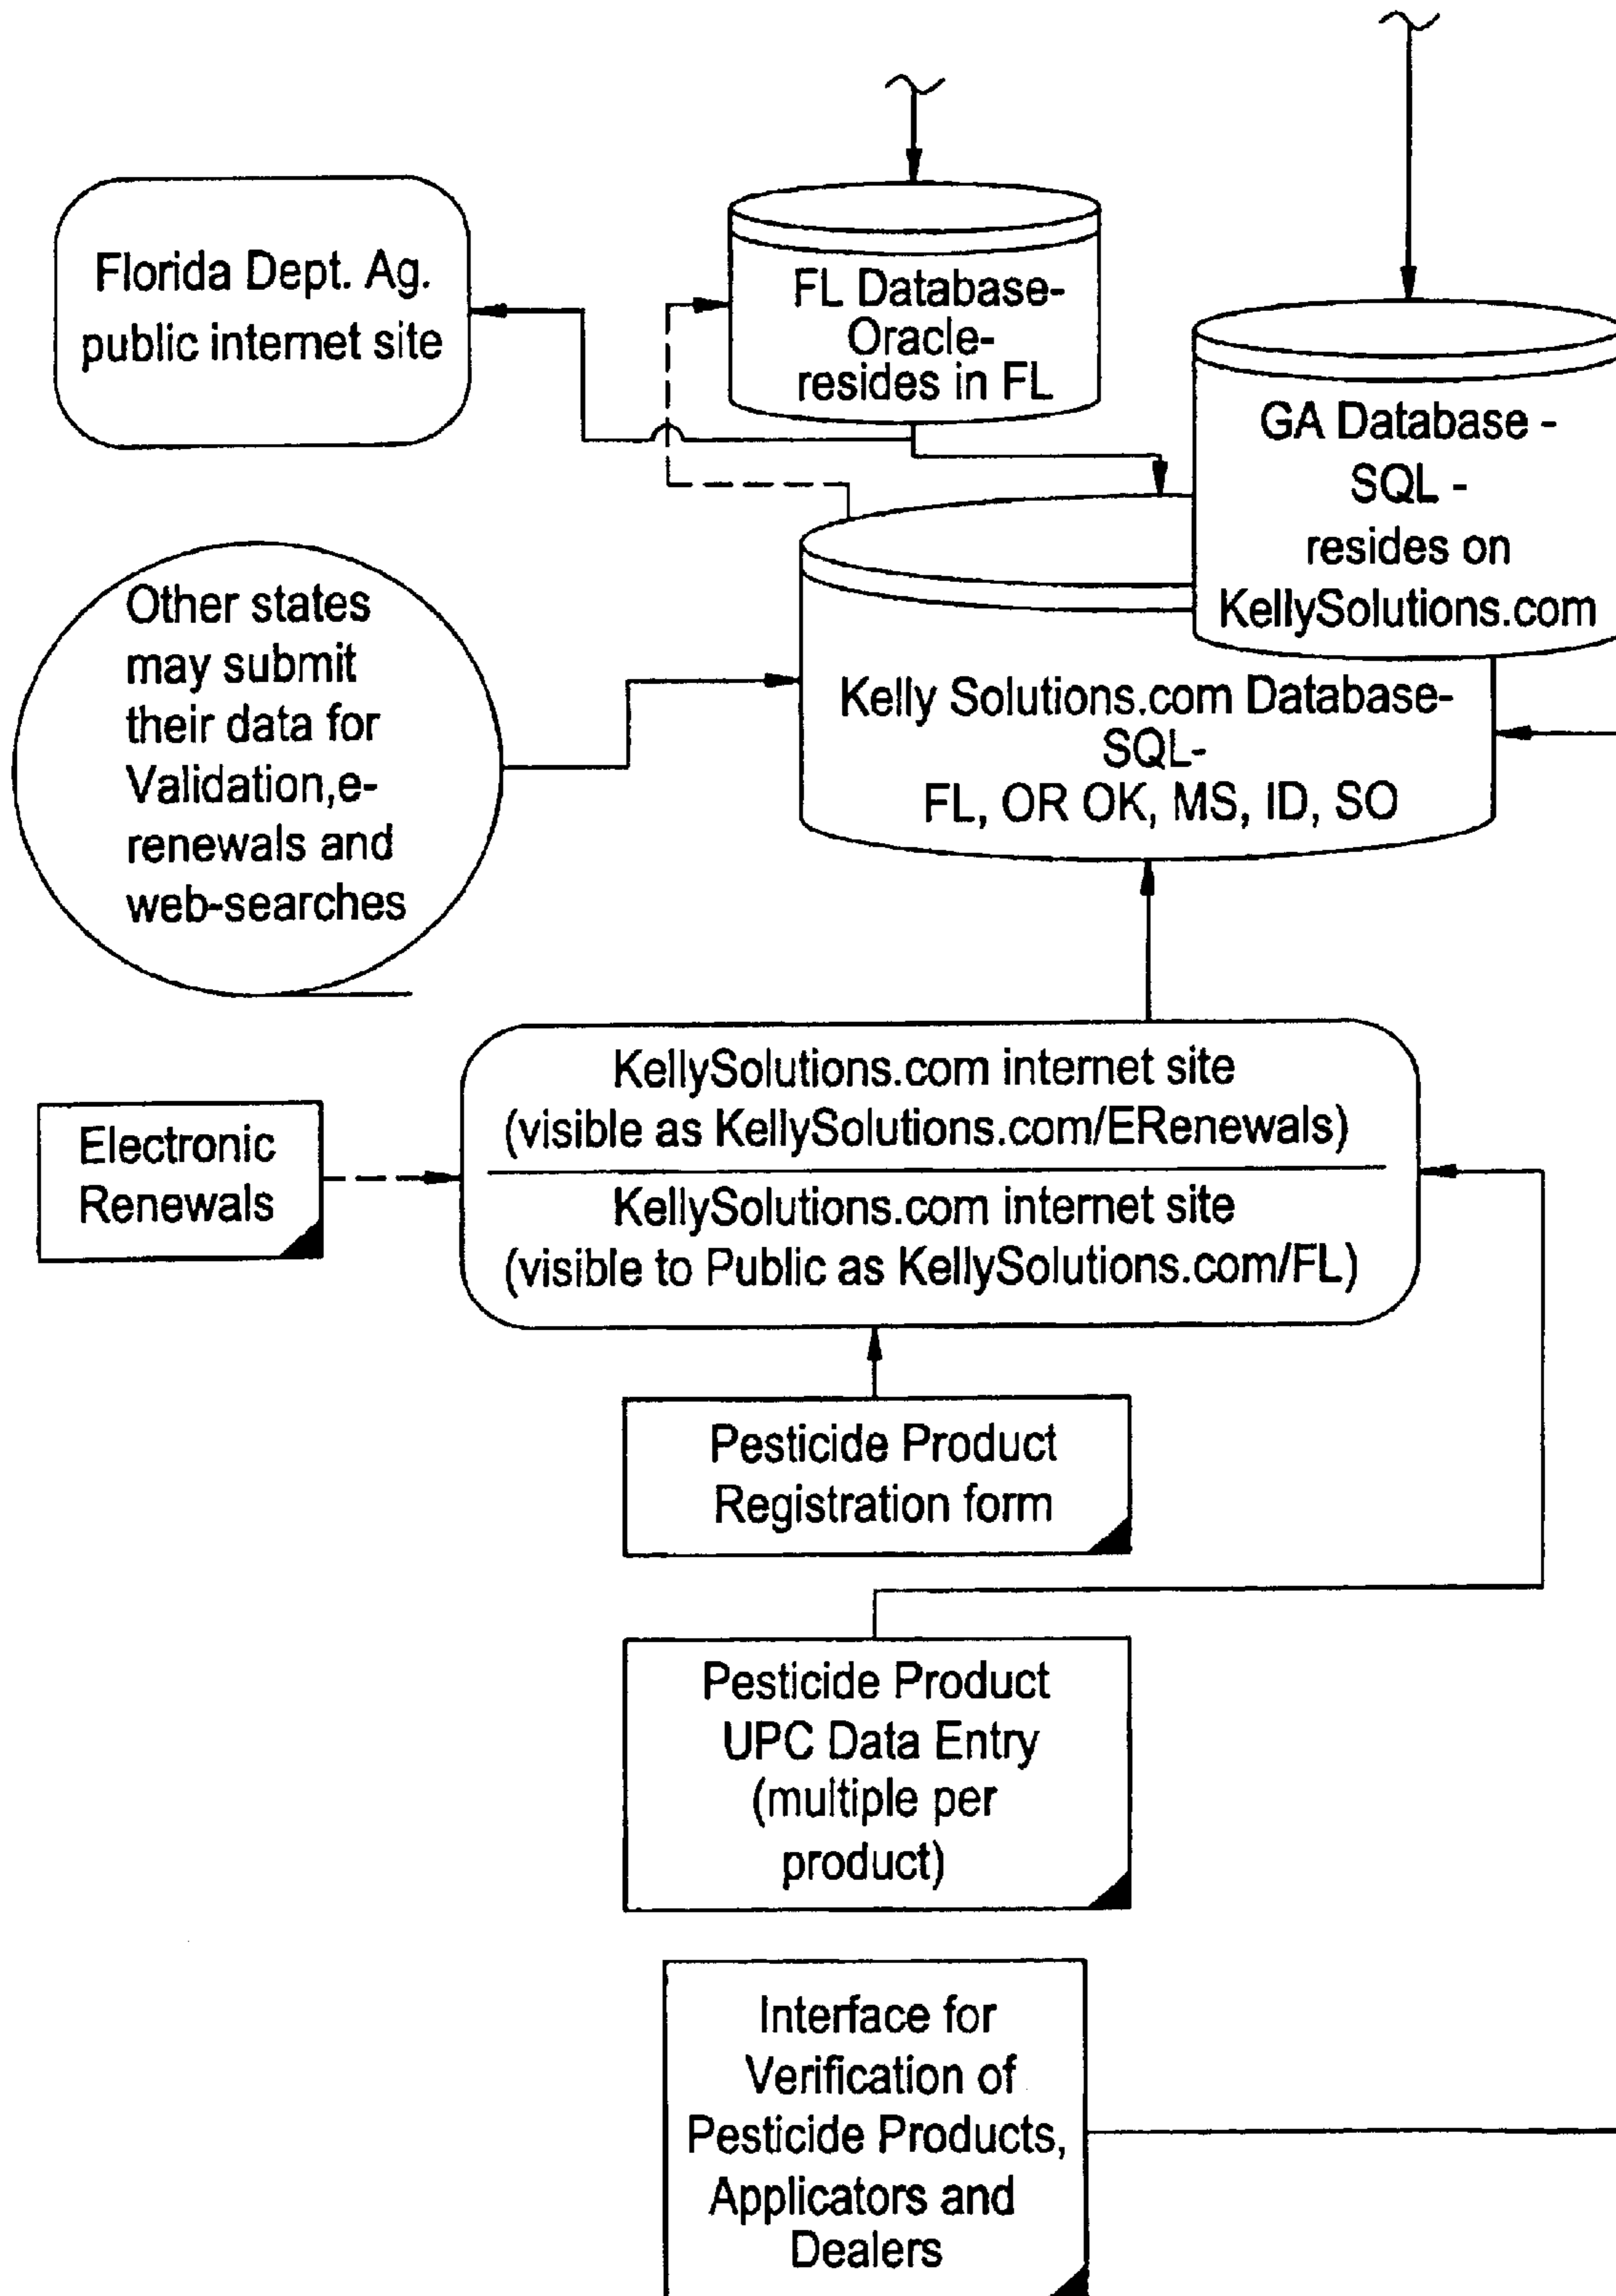 Florida Dept. Ag.
public internet site
FL Database-
Oracle-
resides in FL
GA Database -
SQL -
resides on
KellySolutions.com
Other states
may submit
their data for
Validation,e-
renewals and
web-searches
Kelly Solutions.com Database-
SQL-
FL, OR OK, MS, ID, SO
KellySolutions.com internet site
(visible as KellySolutions.com/ERenewals)
KellySolutions.com internet site
(visible to Public as KellySolutions.com/FL)
Electronic
Renewals
Pesticide Product
Registration form
Pesticide Product
UPC Data Entry
(multiple per
product)
Interface for
Verification of
Pesticide Products,
Applicators and
Dealers